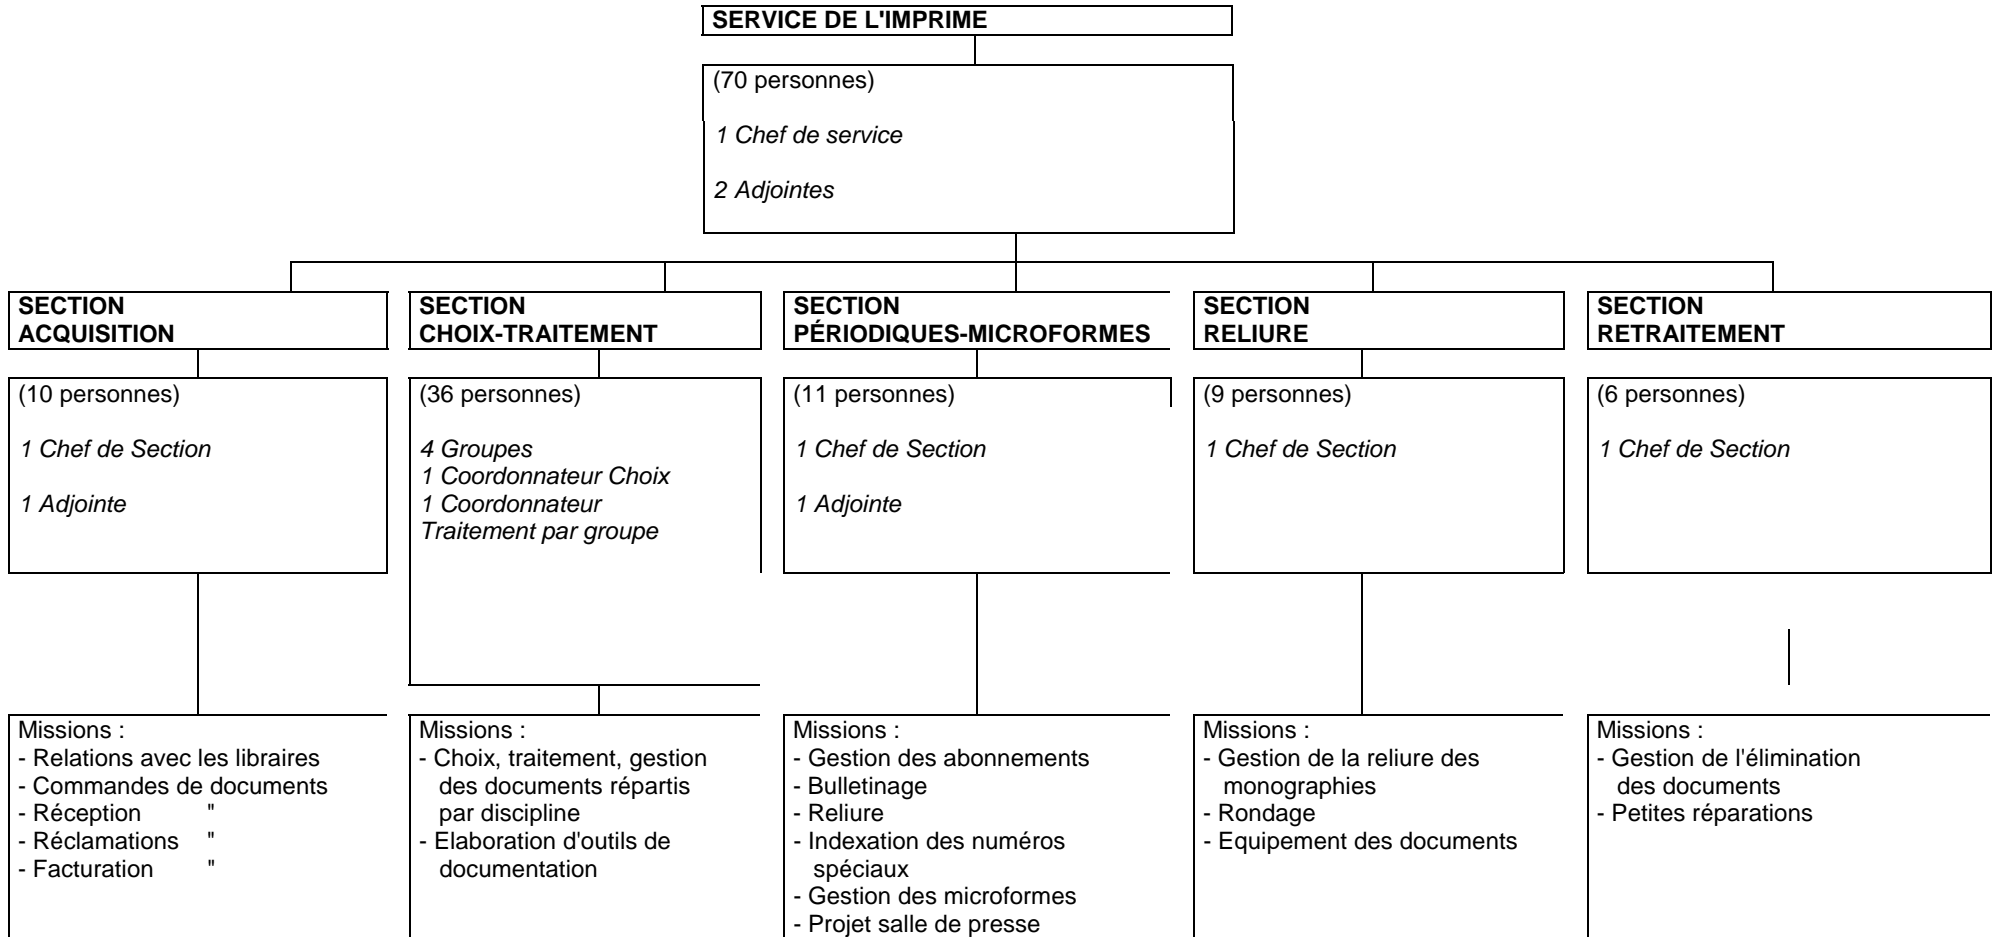 SERVICE DE L'IMPRIME
(70 personnes)
1 Chef de service
2 Adjointes
SECTION
ACQUISITION
(10 personnes)
1 Chef de Section
1 Adjointe
Missions :
- Relations avec les libraires
- Commandes de documents
- Réception "
- Réclamations "
- Facturation "
SECTION
CHOIX-TRAITEMENT
(36 personnes)
4 Groupes
1 Coordonnateur Choix
1 Coordonnateur
Traitement par groupe
Missions :
- Choix, traitement, gestion
des documents répartis
par discipline
- Elaboration d'outils de
documentation
SECTION
PÉRIODIQUES-MICROFORMES
(11 personnes)
1 Chef de Section
1 Adjointe
Missions :
- Gestion des abonnements
- Bulletinage
- Reliure
- Indexation des numéros
spéciaux
- Gestion des microformes
- Projet salle de presse
SECTION
RELIURE
(9 personnes)
1 Chef de Section
Missions :
- Gestion de la reliure des
monographies
- Rondage
- Equipement des documents
SECTION
RETRAITEMENT
(6 personnes)
1 Chef de Section
Missions :
- Gestion de l'élimination
des documents
- Petites réparations